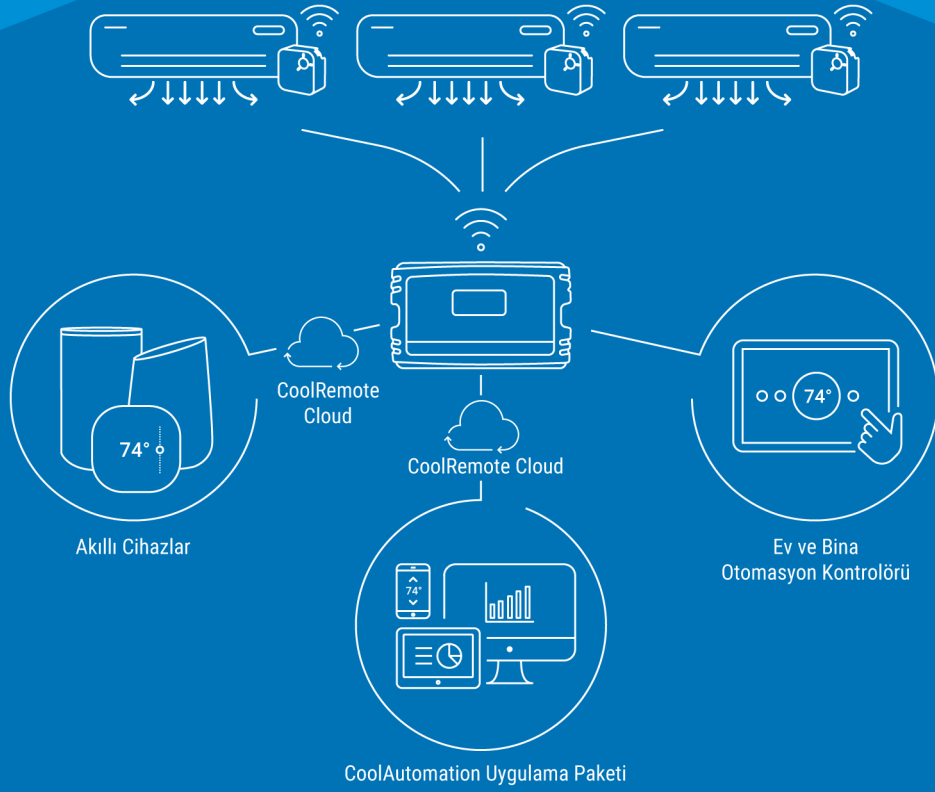 CoolRemote
Cloud
74°
74°
CoolRemote Cloud
Akıllı Cihazlar
Ev ve Bina
Otomasyon Kontrolörü
74°
CoolAutomation Uygulama Paketi